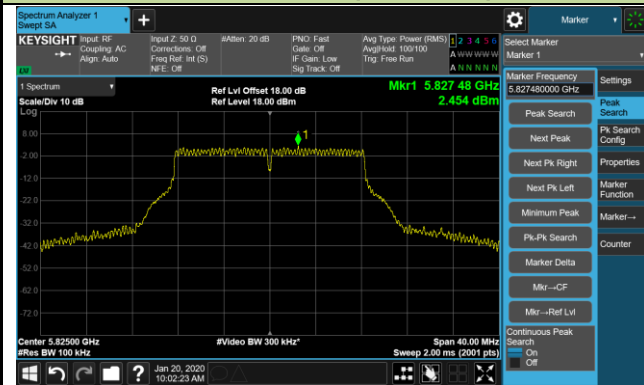 Spectrum Analyzer 1
Swept SA
+
Marker
KEYSIGHT
Input: RF
Coupling: AC
Align: Auto
Input Z: 50 Ω
Corrections: Off
Freq Ref: Int (S)
NFE: Off
#Atten: 20 dB
PNO: Fast
Gate: Off
IF Gain: Low
Sig Track: Off
Avg Type: Power (RMS)
Avg|Hold: 100/100
Trig: Free Run
1 2 3 4 5 6
A W W W W W
A N N N N N
Select Marker
Marker 1
1 Spectrum
Scale/Div 10 dB
Log
Ref Lvl Offset 18.00 dB
Ref Level 18.00 dBm
Mkr1 5.827 48 GHz
2.454 dBm
8.00
-2.00
-12.0
-22.0
-32.0
-42.0
-52.0
-62.0
-72.0
1
Center 5.82500 GHz
#Res BW 100 kHz
#Video BW 300 kHz*
Span 40.00 MHz
Sweep 2.00 ms (2001 pts)
Marker Frequency
5.827480000 GHz
Peak Search
Next Peak
Next Pk Right
Next Pk Left
Minimum Peak
Pk-Pk Search
Marker Delta
Mkr→CF
Mkr→Ref Lvl
Continuous Peak
Search
On
Off
Settings
Peak
Search
Pk Search
Config
Properties
Marker
Function
Marker→
Counter
?
Jan 20, 2020
10:02:23 AM